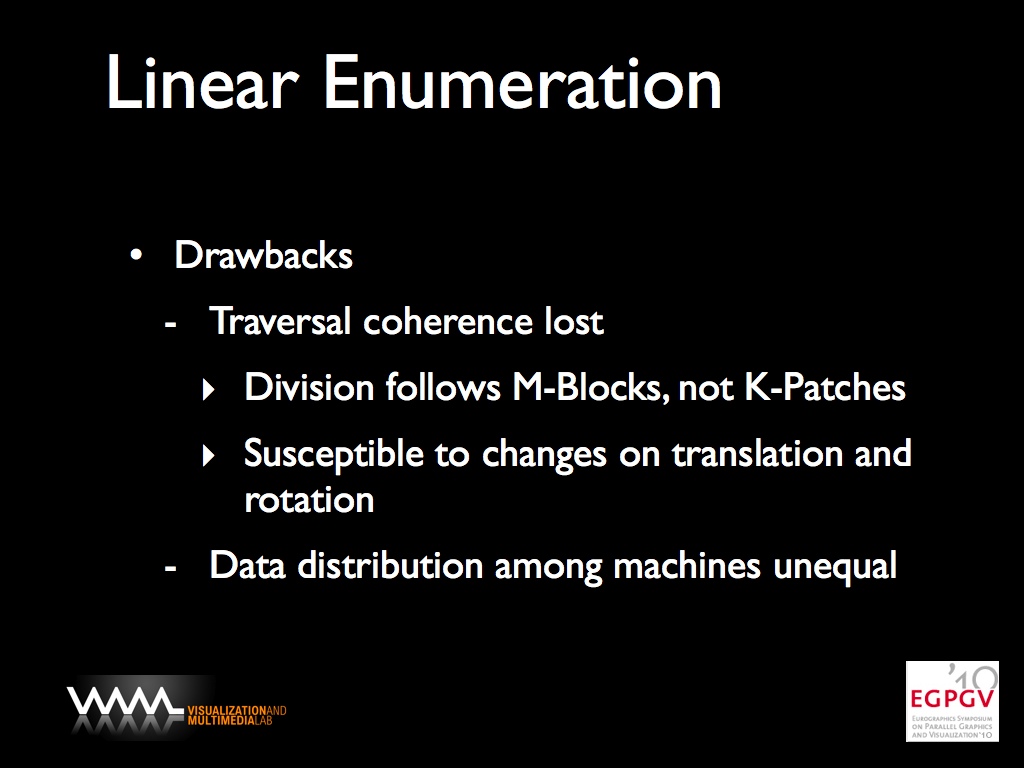 Linear Enumeration
• Drawbacks
- Traversal coherence lost
‣ Division follows M-Blocks, not K-Patches
‣ Susceptible to changes on translation and
rotation
- Data distribution among machines unequal
VISUALIZATIONAND
MULTIMEDIALAB
'10
EGPGV
EUROGRAPHICS SYMPOSIUM
ON PARALLEL GRAPHICS
AND VISUALIZATION'10